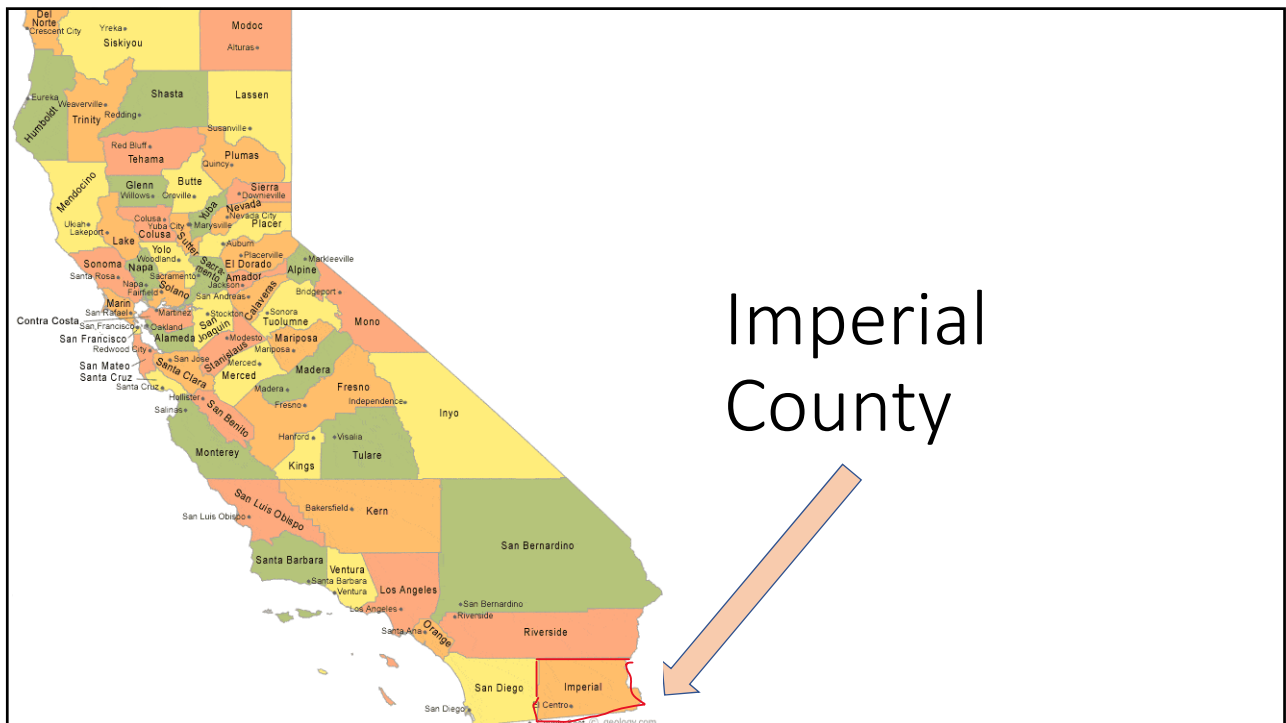 Del
Norte
Crescent City
Yreka
Siskiyou
Modoc
Alturas
Eureka
Humboldt
Weaverville
Trinity
Shasta
Redding
Lassen
Susanville
Red Bluff
Tehama
Plumas
Quincy
Mendocino
Glenn
Willows
Butte
Oroville
Sierra
Downieville
Nevada
Nevada City
Yuba
Colusa
Yuba City
Marysville
Colusa
Placer
Ukiah
Lakeport
Lake
Sutter
Auburn
Yolo
Woodland
Placerville
El Dorado
Sonoma
Napa
Sacra-
mento
Sacramento
Amador
Alpine
Markleeville
Santa Rosa
Napa
Fairfield
Solano
Jackson
San Andreas
Calaveras
Bridgeport
Marin
San Rafael
Martinez
Stockton
Sonora
Tuolumne
Mono
Contra Costa
San Francisco
Oakland
San
Joaquin
San Francisco
Alameda
Modesto
Mariposa
Redwood City
Stanislaus
Mariposa
San Mateo
San Jose
Merced
Madera
Santa Cruz
Santa Clara
Merced
Santa Cruz
Madera
Fresno
Hollister
Fresno
Independence
Inyo
Salinas
San Benito
Hanford
Visalia
Monterey
Kings
Tulare
San Luis Obispo
San Luis Obispo
Bakersfield
Kern
San Bernardino
Santa Barbara
Ventura
Santa Barbara
Ventura
Los Angeles
Los Angeles
San Bernardino
Riverside
Santa Ana
Orange
Riverside
San Diego
Imperial
San Diego
El Centro
geology.com
Imperial
County